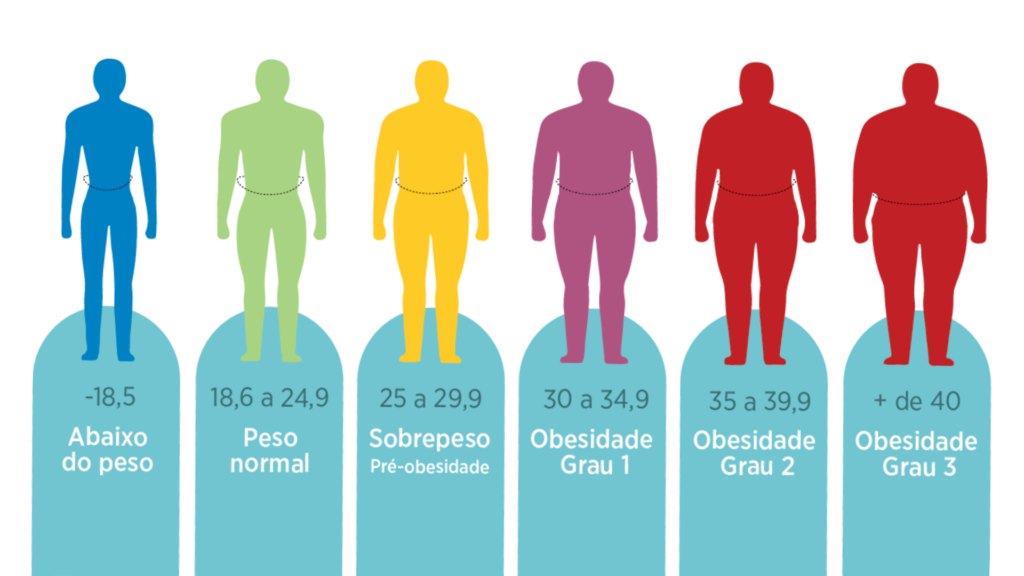 -18,5
Abaixo
do peso
18,6 a 24,9
Peso
normal
25 a 29,9
Sobrepeso
Pré-obesidade
30 a 34,9
Obesidade
Grau 1
35 a 39,9
Obesidade
Grau 2
+ de 40
Obesidade
Grau 3